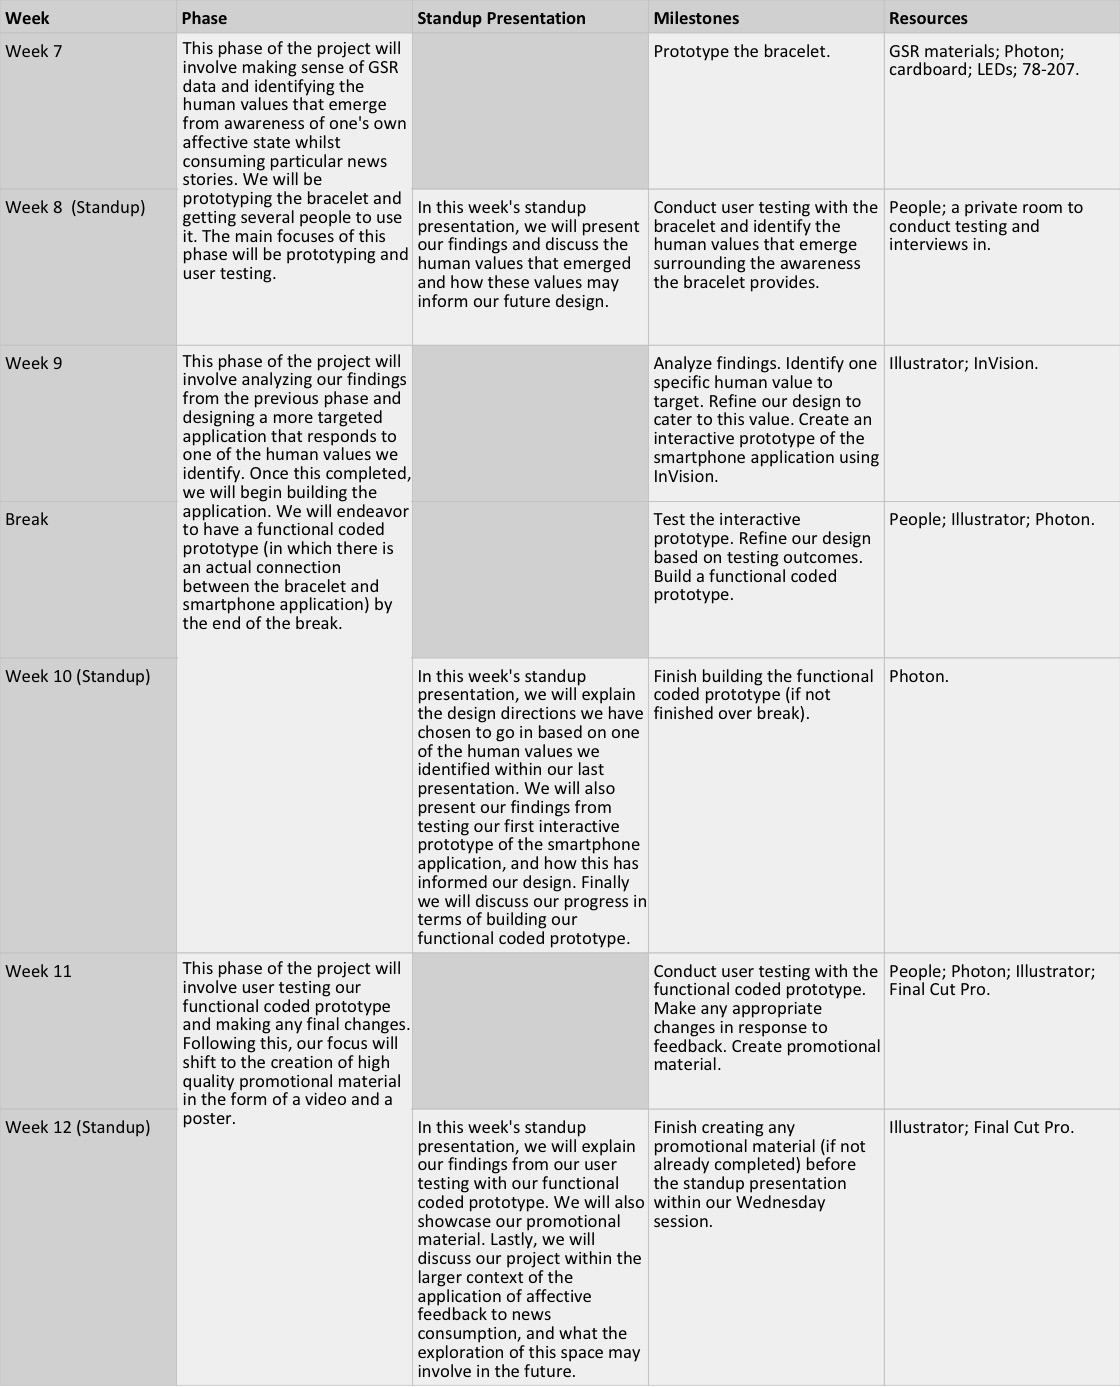 Week
Phase
Standup Presentation
Milestones
Resources
Week 7
This phase of the project will
involve making sense of GSR
data and identifying the
human values that emerge
from awareness of one's own
affective state whilst
consuming particular news
stories. We will be
prototyping the bracelet and
getting several people to use
it. The main focuses of this
phase will be prototyping and
user testing.
Prototype the bracelet.
GSR materials; Photon;
cardboard; LEDs; 78-207.
Week 8  (Standup)
In this week's standup
presentation, we will present
our findings and discuss the
human values that emerged
and how these values may
inform our future design.
Conduct user testing with the
bracelet and identify the
human values that emerge
surrounding the awareness
the bracelet provides.
People; a private room to
conduct testing and
interviews in.
Week 9
This phase of the project will
involve analyzing our findings
from the previous phase and
designing a more targeted
application that responds to
one of the human values we
identify. Once this completed,
we will begin building the
application. We will endeavor
to have a functional coded
prototype (in which there is
an actual connection
between the bracelet and
smartphone application) by
the end of the break.
Analyze findings. Identify one
specific human value to
target. Refine our design to
cater to this value. Create an
interactive prototype of the
smartphone application using
InVision.
Illustrator; InVision.
Break
Test the interactive
prototype. Refine our design
based on testing outcomes.
Build a functional coded
prototype.
People; Illustrator; Photon.
Week 10 (Standup)
In this week's standup
presentation, we will explain
the design directions we have
chosen to go in based on one
of the human values we
identified within our last
presentation. We will also
present our findings from
testing our first interactive
prototype of the smartphone
application, and how this has
informed our design. Finally
we will discuss our progress in
terms of building our
functional coded prototype.
Finish building the functional
coded prototype (if not
finished over break).
Photon.
Week 11
This phase of the project will
involve user testing our
functional coded prototype
and making any final changes.
Following this, our focus will
shift to the creation of high
quality promotional material
in the form of a video and a
poster.
Conduct user testing with the
functional coded prototype.
Make any appropriate
changes in response to
feedback. Create promotional
material.
People; Photon; Illustrator;
Final Cut Pro.
Week 12 (Standup)
In this week's standup
presentation, we will explain
our findings from our user
testing with our functional
coded prototype. We will also
showcase our promotional
material. Lastly, we will
discuss our project within the
larger context of the
application of affective
feedback to news
consumption, and what the
exploration of this space may
involve in the future.
Finish creating any
promotional material (if not
already completed) before
the standup presentation
within our Wednesday
session.
Illustrator; Final Cut Pro.